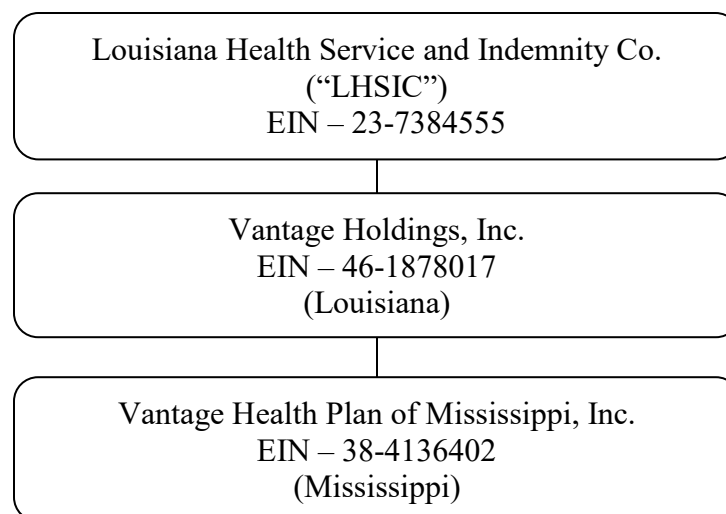 Louisiana Health Service and Indemnity Co.
(“LHSIC”)
EIN – 23-7384555
Vantage Holdings, Inc.
EIN – 46-1878017
(Louisiana)
Vantage Health Plan of Mississippi, Inc.
EIN – 38-4136402
(Mississippi)